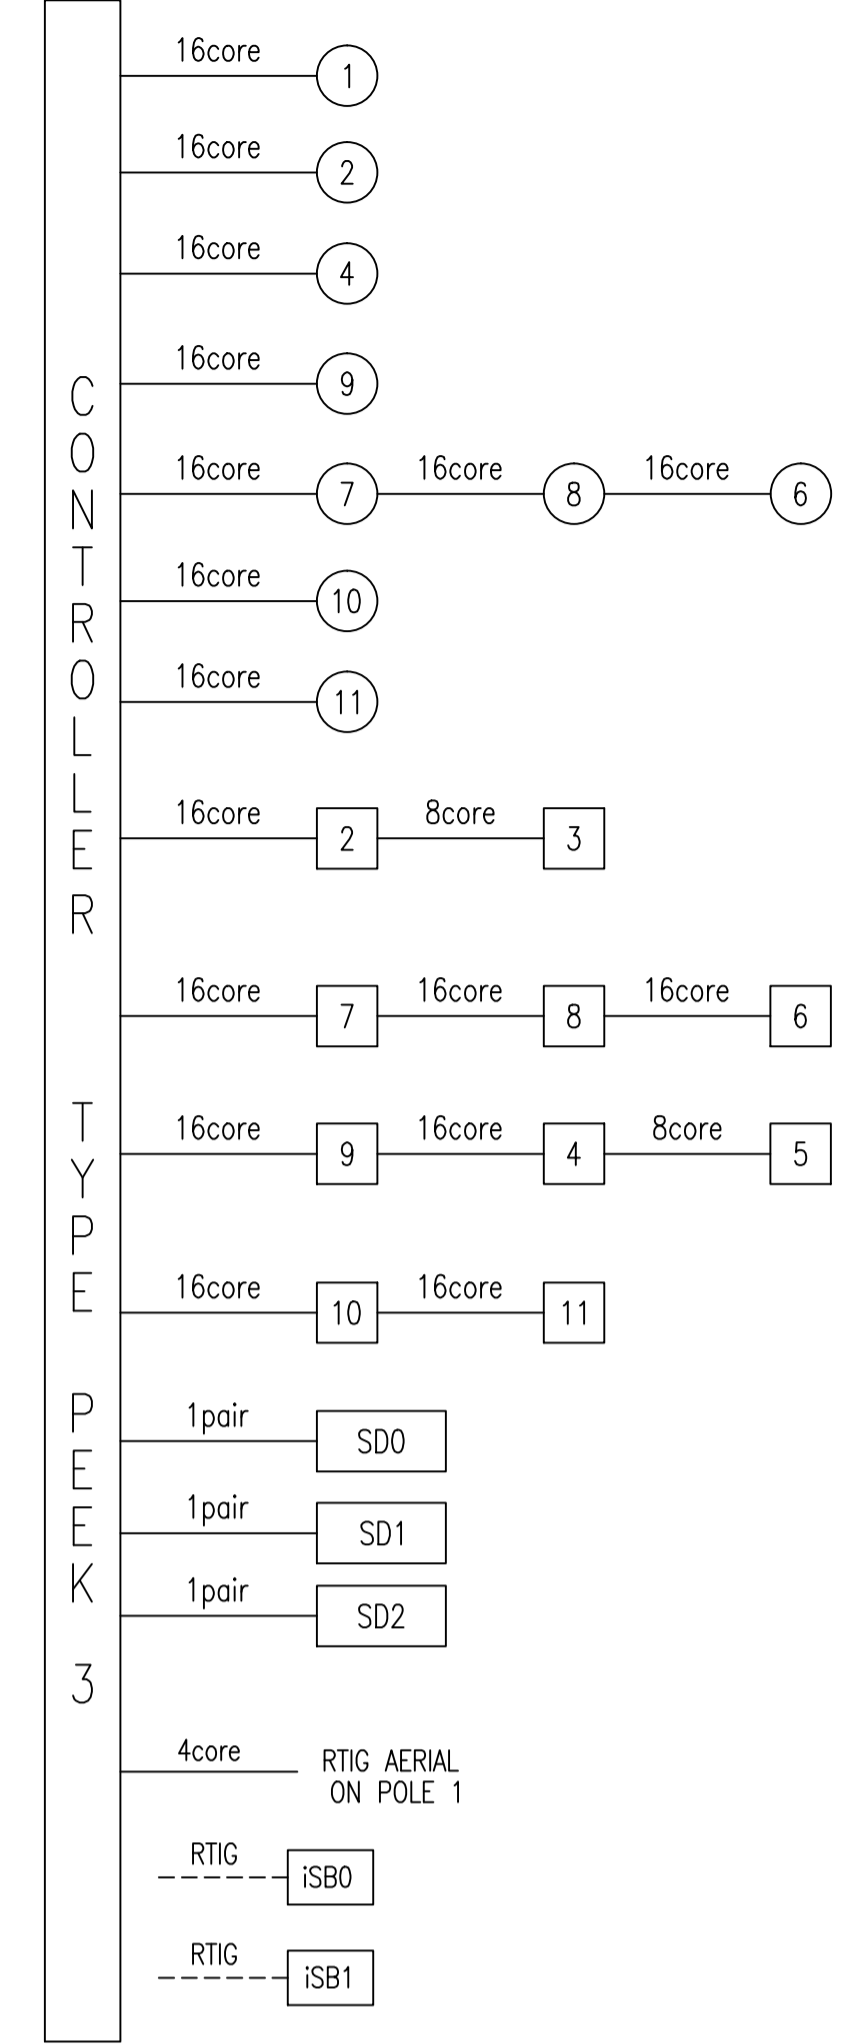 CONTROLLER TYPE PEEK 3
16core
1
16core
2
16core
4
16core
9
16core 16core 16core
7 8 6
16core
10
16core
11
16core 8core
2 3
16core 16core 16core
7 8 6
16core 16core 8core
9 4 5
16core 16core
10 11
1pair
SD0
1pair
SD1
1pair
SD2
4core
RTIG AERIAL
ON POLE 1
RTIG
iSB0
RTIG
iSB1